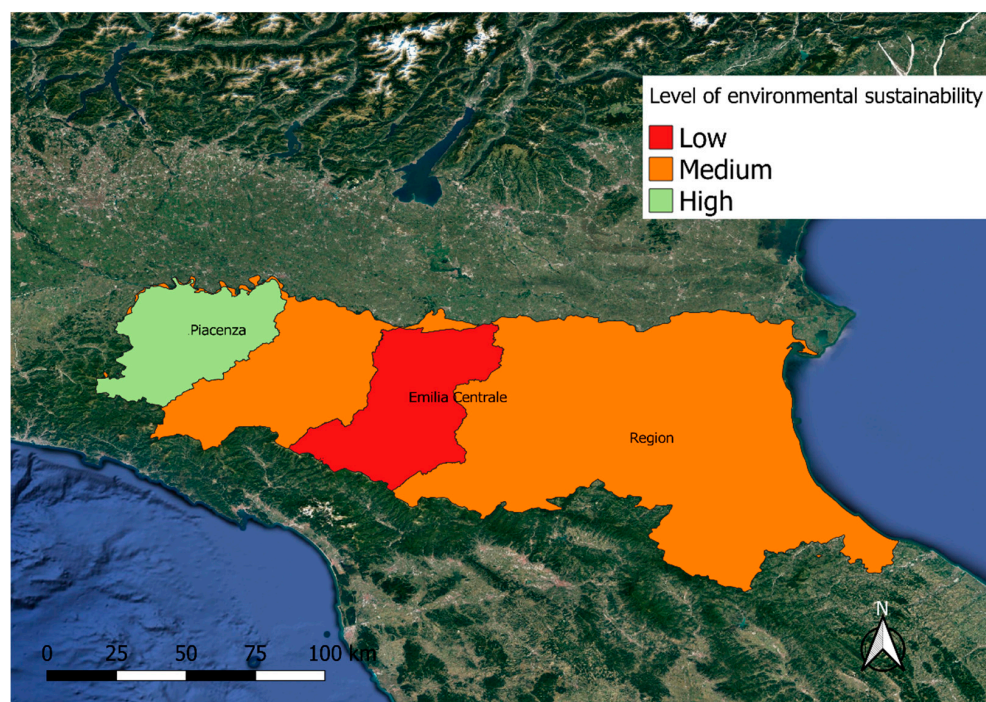 Level of environmental sustainability
Low
Medium
High
Piacenza
Emilia Centrale
Region
N
0 25 50 75 100 km